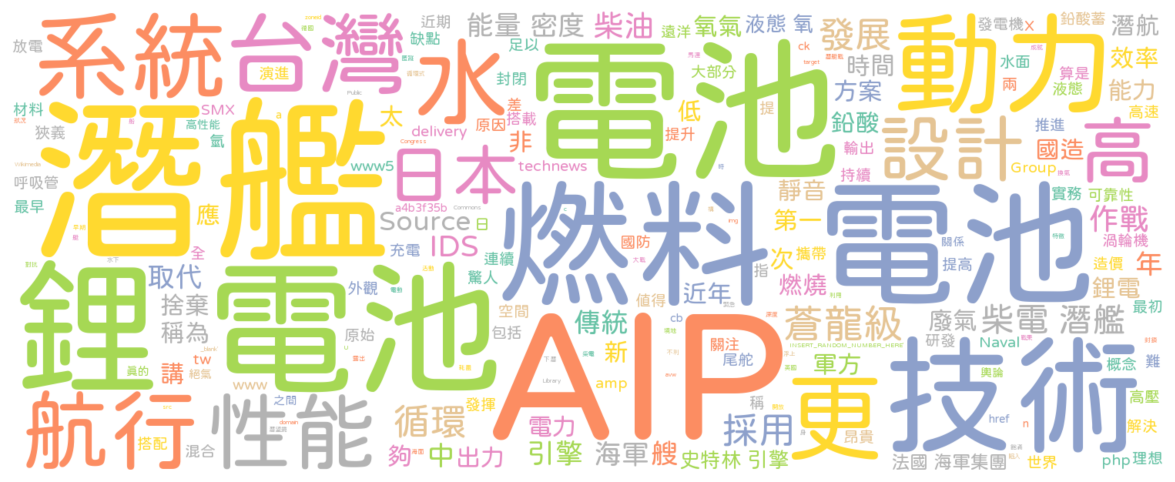 放電
系統
台灣
演進
近期
缺點
能量 密度
足以
柴油
遠洋
氧氣
液態 氧
ck
大部分
target
發展
時間
發電機
X
鉛酸蓄
潛航
效率
水面
算是
兩
液態
能力
動力
水
電池
封閉
方案
材料
SMX
高性能
狹義
氫
呼吸管
最早
潛艦
a
太
差
搭載
原因
非
delivery
提升
低
提
鉛酸
輸出
設計
推進
國造
高
高速
Group
www5
日本
technews
持續
靜音
實務
可靠性
應
a4b3f35b
Commons
Source
日
燃料
電池
第一
作戰
渦輪機
全
充電
IDS
連續
國防
次
攜帶
指
關係
提高
造價
年
取代
外觀
驚人
燃燒
鋰電
鋰
電池
捨棄
稱為
原始
空間
包括
值得
近年
cb
傳統
蒼龍級
廢氣
柴電 潛艦
最初
研發
Naval
INSERT_RANDOM_NUMBER_HERE
真的
講
tw
絕氣
www
AIP
新
amp
關注
尾舵
軍方
輿論
概念
難
技術
之間
發揮
Library
稱
更
href
n
高壓
航行
性能
循環
電力
採用
昂貴
解決
搭配
混合
domain
夠
中
出力
引擎
海軍
艘
史特林 引擎
法國 海軍集團
世界
php
理想